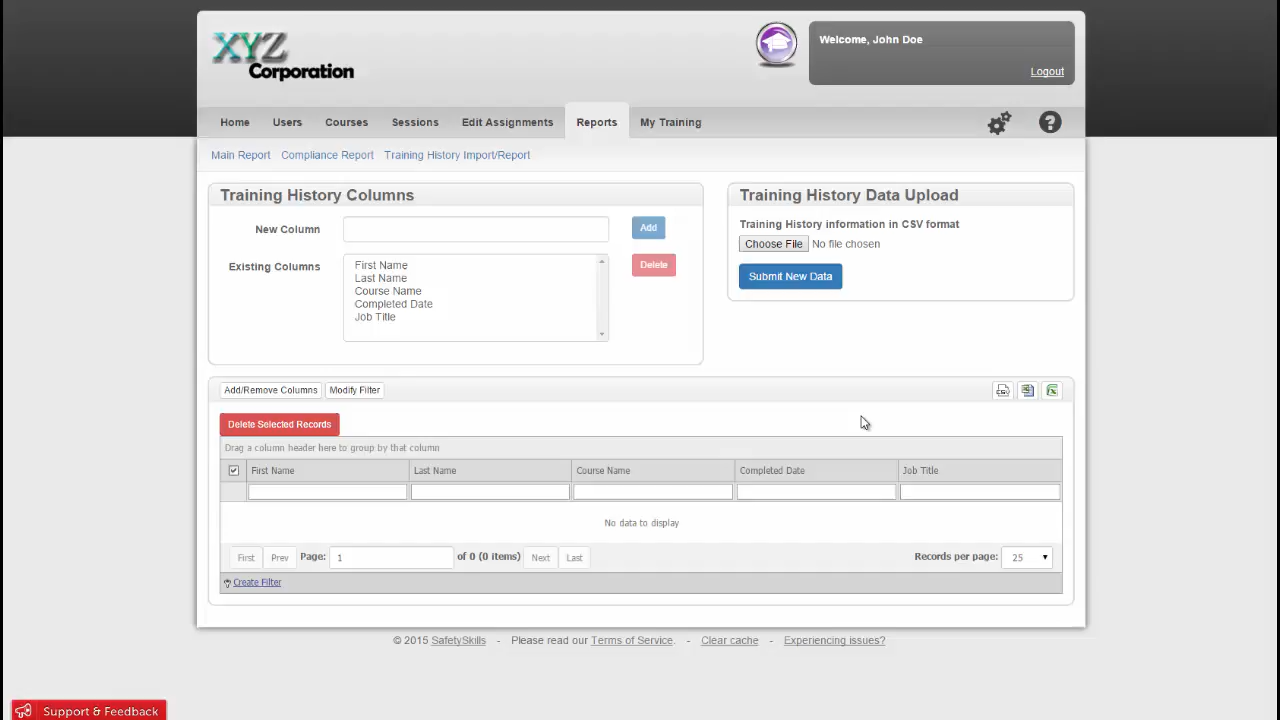 XYZ
Corporation
Welcome, John Doe
Logout
Home Users Courses Sessions Edit Assignments Reports My Training
Main Report Compliance Report Training History Import/Report
Training History Columns
New Column
Add
Existing Columns
First Name
Last Name
Course Name
Completed Date
Job Title
Delete
Training History Data Upload
Training History information in CSV format
Choose File No file chosen
Submit New Data
Add/Remove Columns Modify Filter
Delete Selected Records
Drag a column header here to group by that column
First Name Last Name Course Name Completed Date Job Title
No data to display
First Prev Page: 1 of 0 (0 items) Next Last Records per page: 25
Create Filter
© 2015 SafetySkills - Please read our Terms of Service. - Clear cache - Experiencing issues?
Support & Feedback